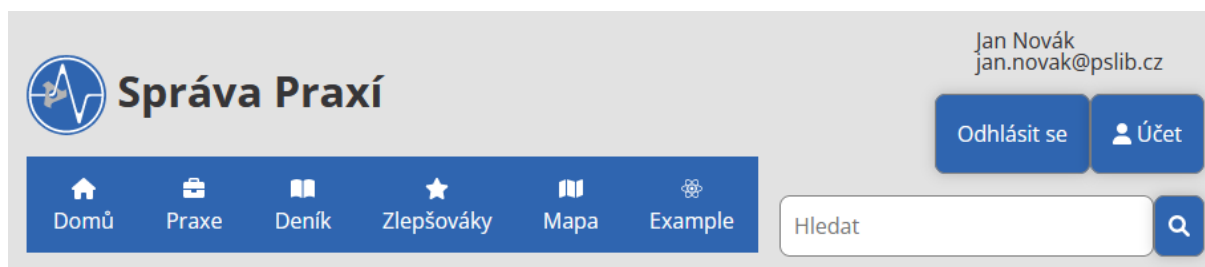 Jan Novák
jan.novak@pslib.cz
Správa Praxí
Odhlásit se
Účet
Domů
Praxe
Deník
Zlepšováky
Mapa
Example
Hledat